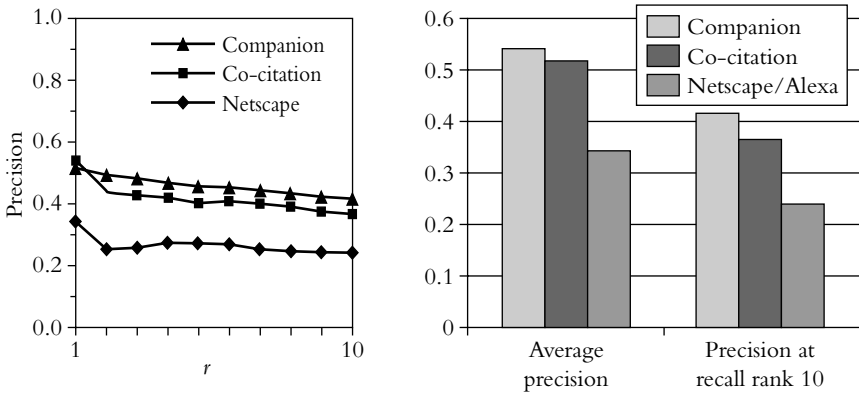 1.0
0.8
0.6
0.4
0.2
0.0
Precision
Companion
Co-citation
Netscape
1
10
r
0.6
0.5
0.4
0.3
0.2
0.1
0
Companion
Co-citation
Netscape/Alexa
Average
precision
Precision at
recall rank 10